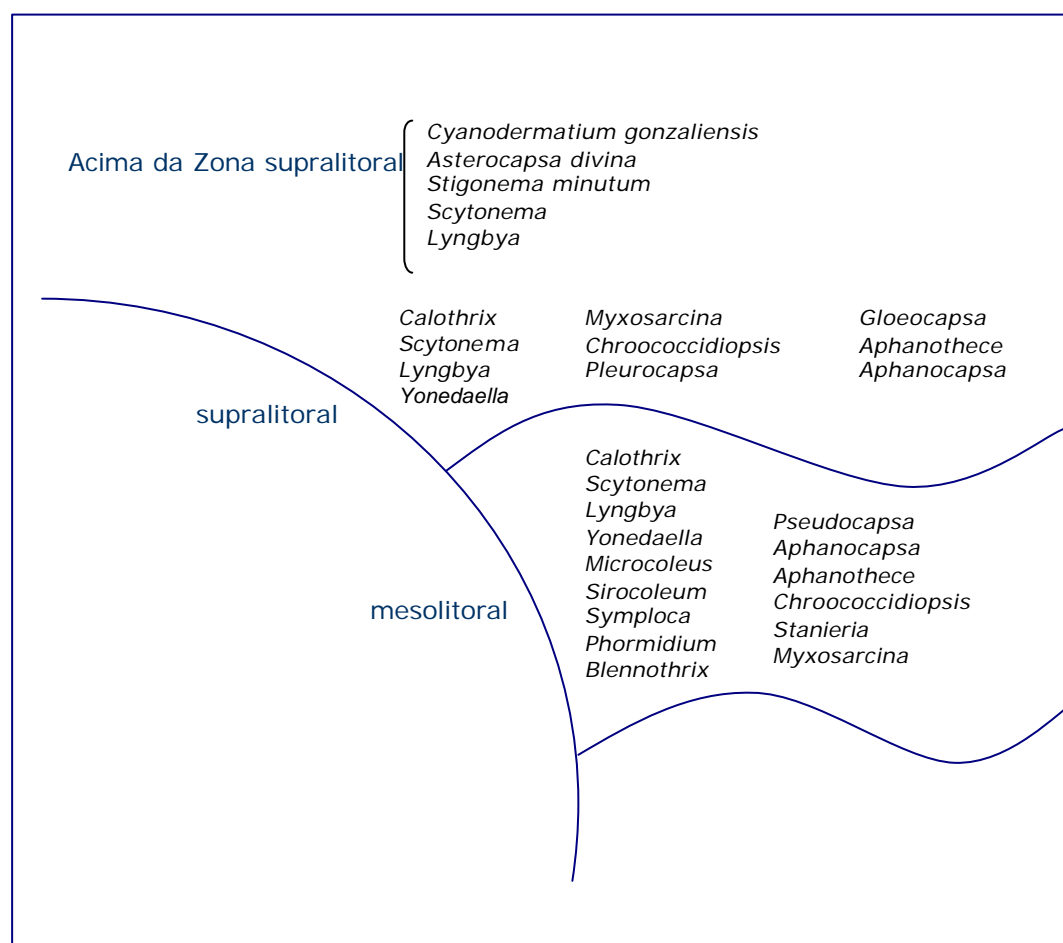 Acima da Zona supralitoral
Cyanodermatium gonzaliensis
Asterocapsa divina
Stigonema minutum
Scytonema
Lyngbya
supralitoral
Calothrix
Scytonema
Lyngbya
Yonedaella
Myxosarcina
Chroococcidiopsis
Pleurocapsa
Gloeocapsa
Aphanothece
Aphanocapsa
mesolitoral
Calothrix
Scytonema
Lyngbya
Yonedaella
Microcoleus
Sirocoleum
Symploca
Phormidium
Blennothrix
Pseudocapsa
Aphanocapsa
Aphanothece
Chroococcidiopsis
Stanieria
Myxosarcina